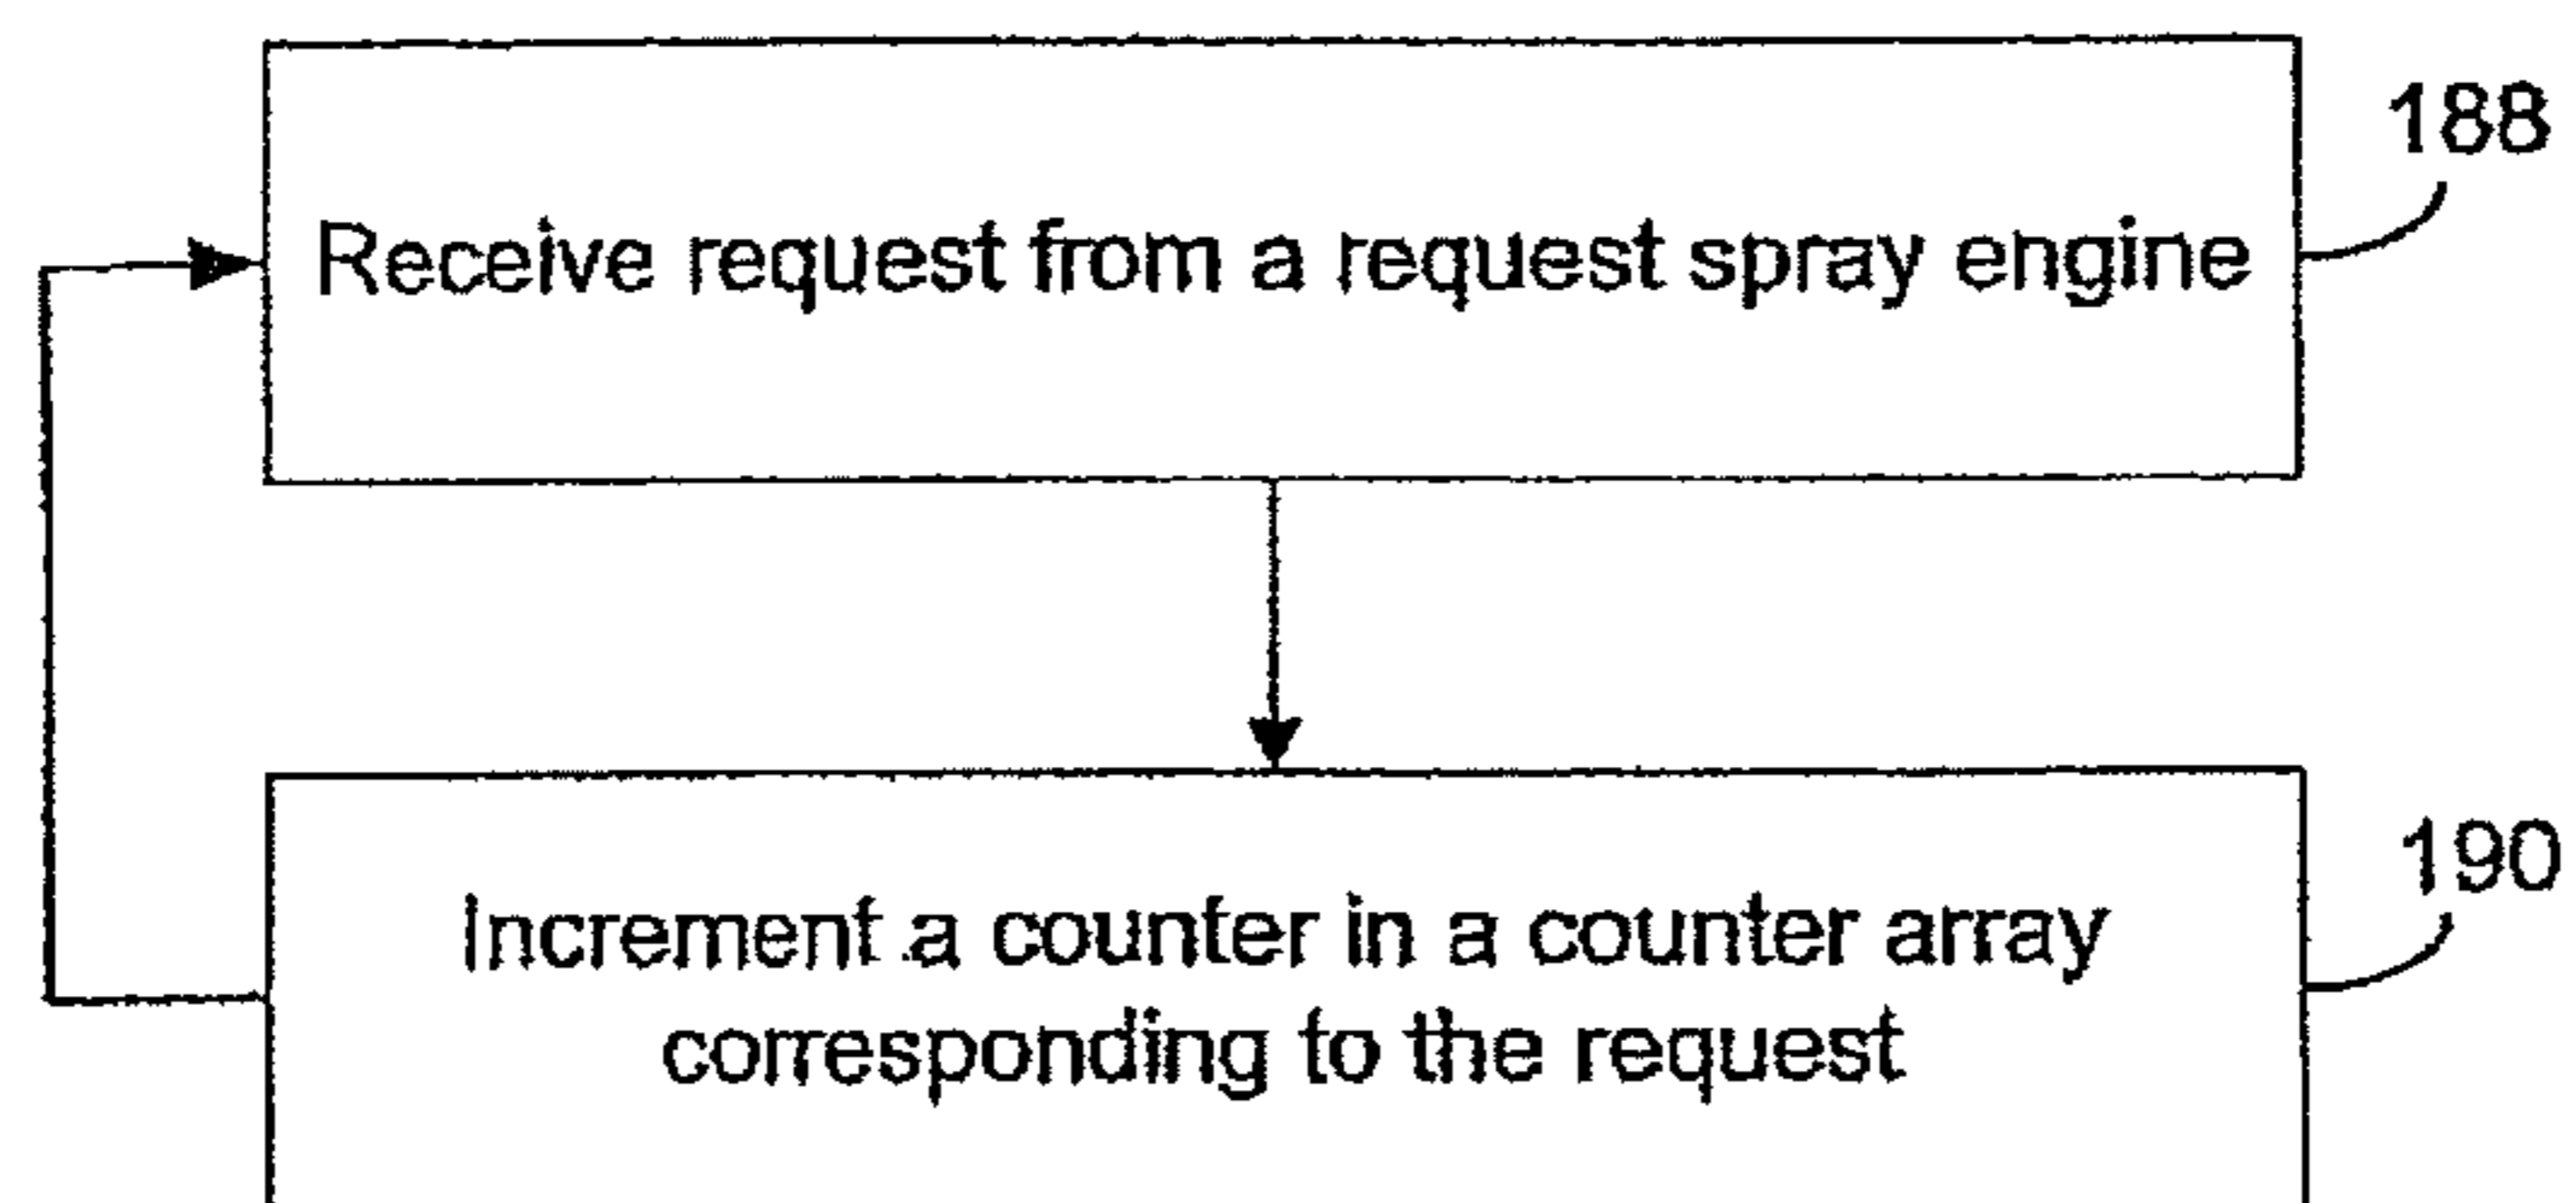 188
Receive request from a request spray engine
190
Increment a counter in a counter array
corresponding to the request